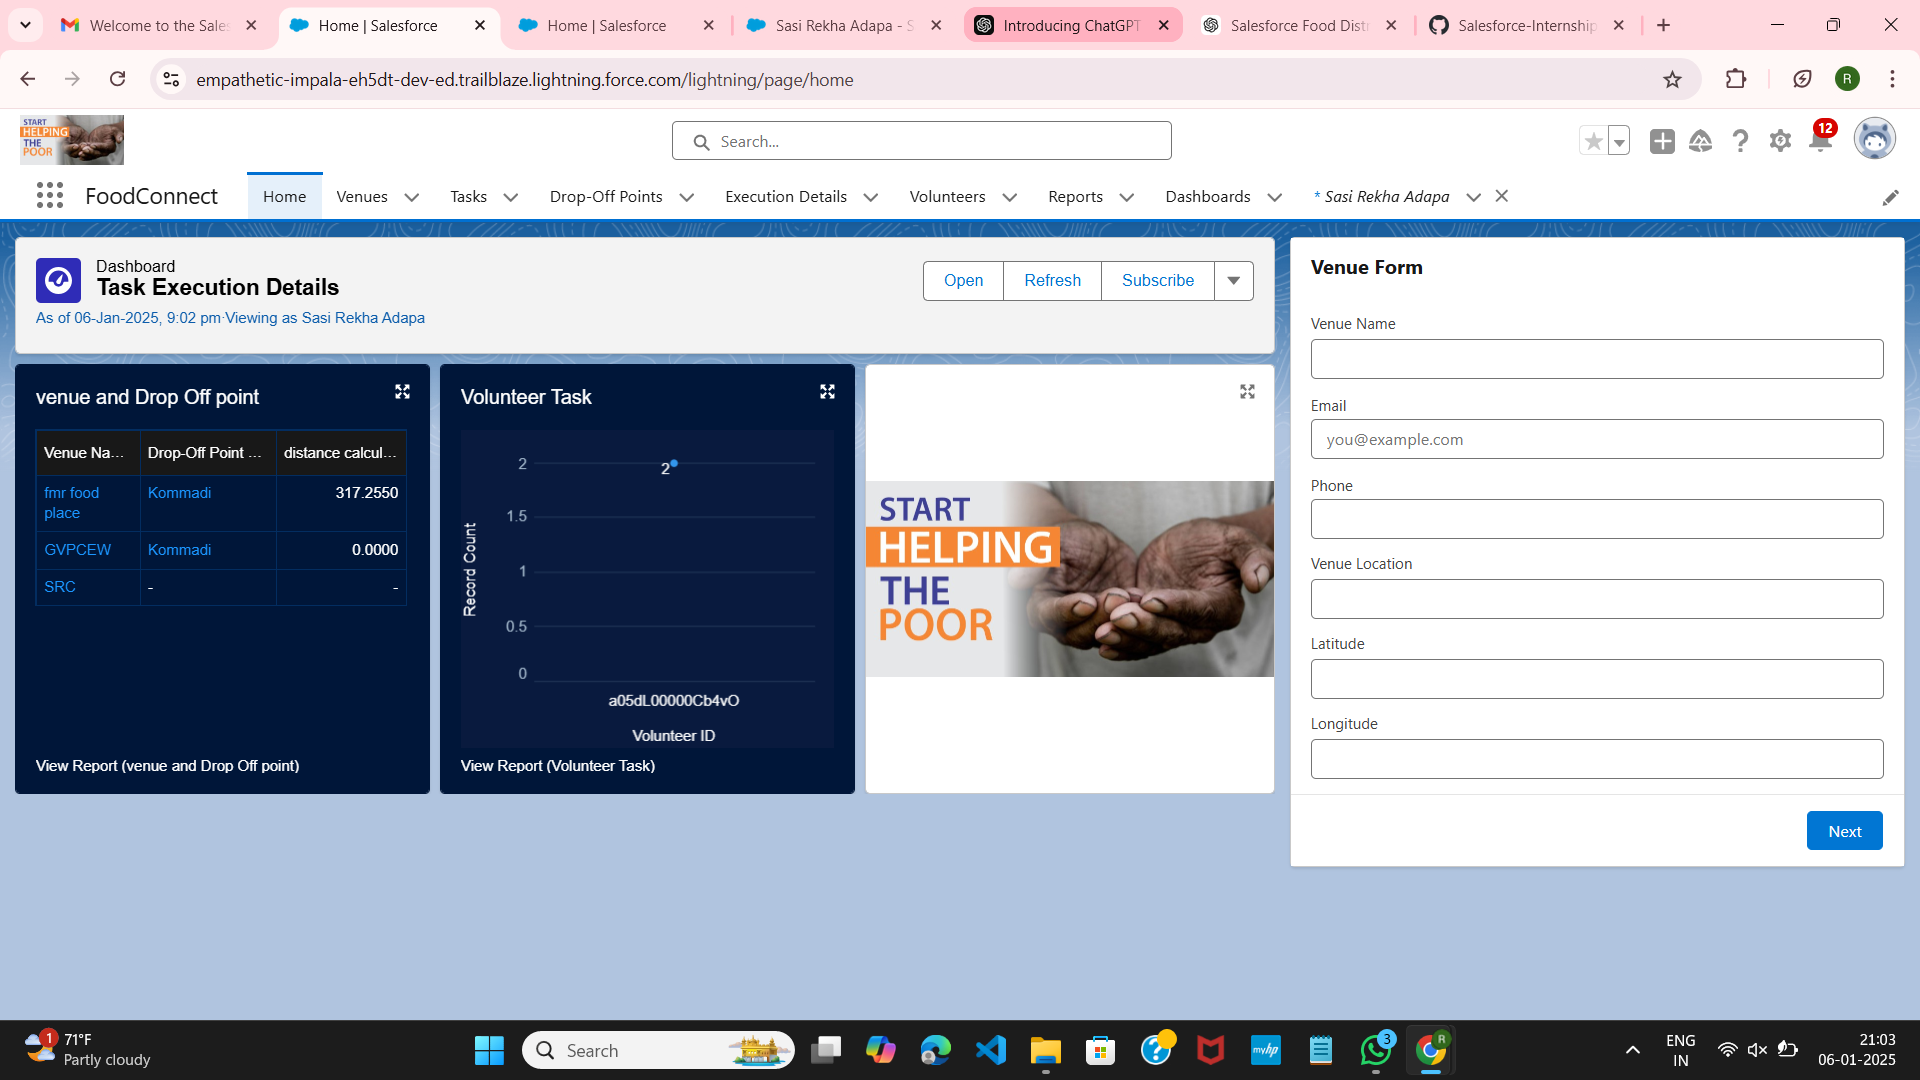 Welcome to the Sales
Home | Salesforce
Home | Salesforce
Sasi Rekha Adapa - S
Introducing ChatGPT
Salesforce Food Distr
Salesforce-Internship
empathetic-impala-eh5dt-dev-ed.trailblaze.lightning.force.com/lightning/page/home
R
START
HELPING
THE
POOR
Search...
12
FoodConnect
Home
Venues
Tasks
Drop-Off Points
Execution Details
Volunteers
Reports
Dashboards
* Sasi Rekha Adapa
Dashboard
Task Execution Details
As of 06-Jan-2025, 9:02 pm·Viewing as Sasi Rekha Adapa
Open
Refresh
Subscribe
venue and Drop Off point
Venue Na... Drop-Off Point ... distance calcul...
fmr food place Kommadi 317.2550
GVPCEW Kommadi 0.0000
SRC - -
View Report (venue and Drop Off point)
Volunteer Task
2
2
1.5
1
0.5
0
Record Count
a05dL00000Cb4vO
Volunteer ID
View Report (Volunteer Task)
START
HELPING
THE
POOR
Venue Form
Venue Name
Email
you@example.com
Phone
Venue Location
Latitude
Longitude
Next
1
71°F
Partly cloudy
Search
myhp
3
R
ENG
IN
21:03
06-01-2025